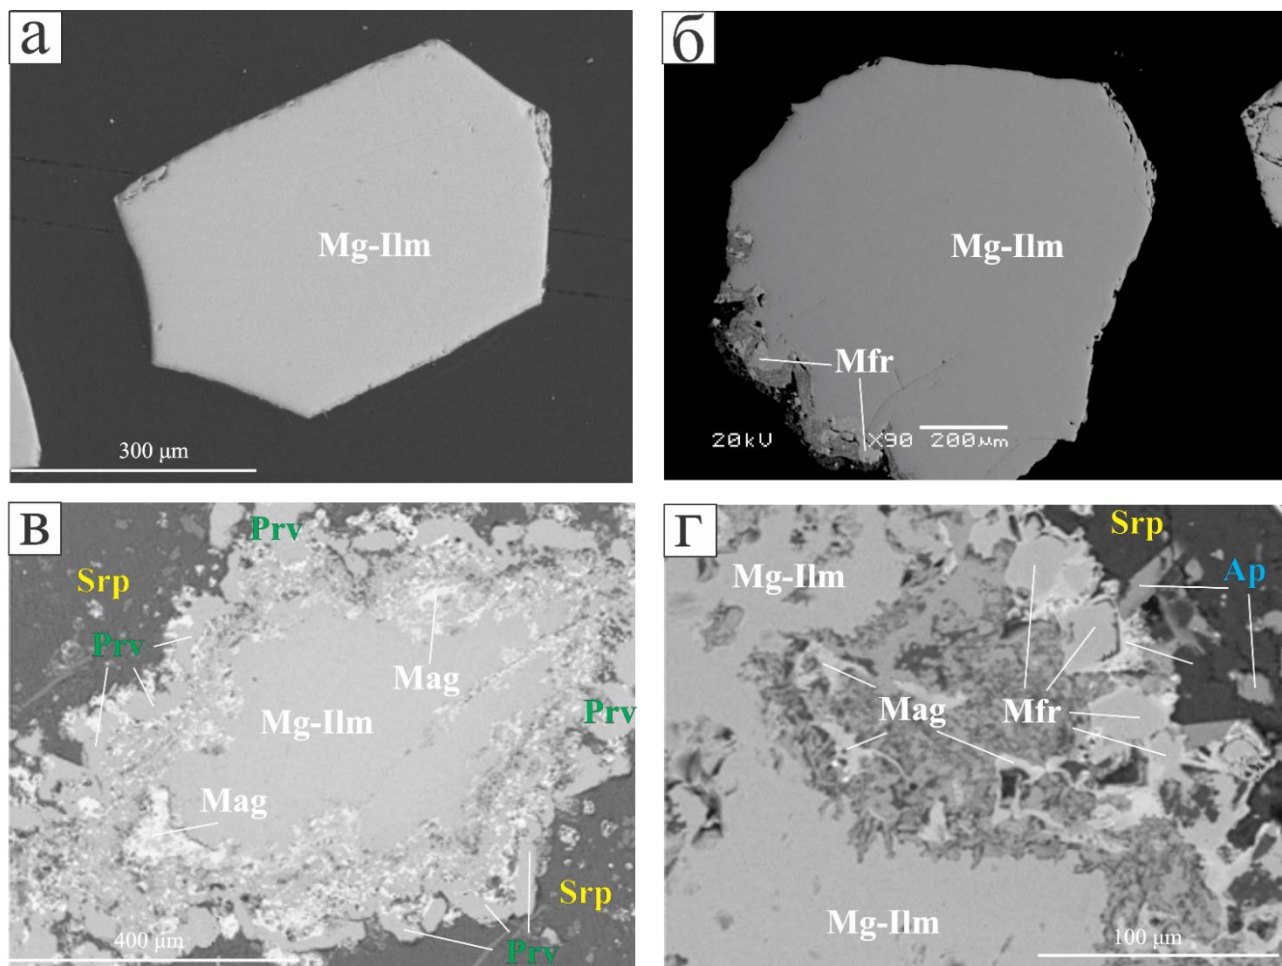 а
Mg-Ilm
300 µm
б
Mg-Ilm
Mfr
20kV X90 200µm
в
Prv
Srp
Prv
Mag
Mg-Ilm
Prv
Mag
Srp
Prv
400 µm
г
Srp
Mg-Ilm
Ap
Mag
Mfr
Mg-Ilm
100 µm